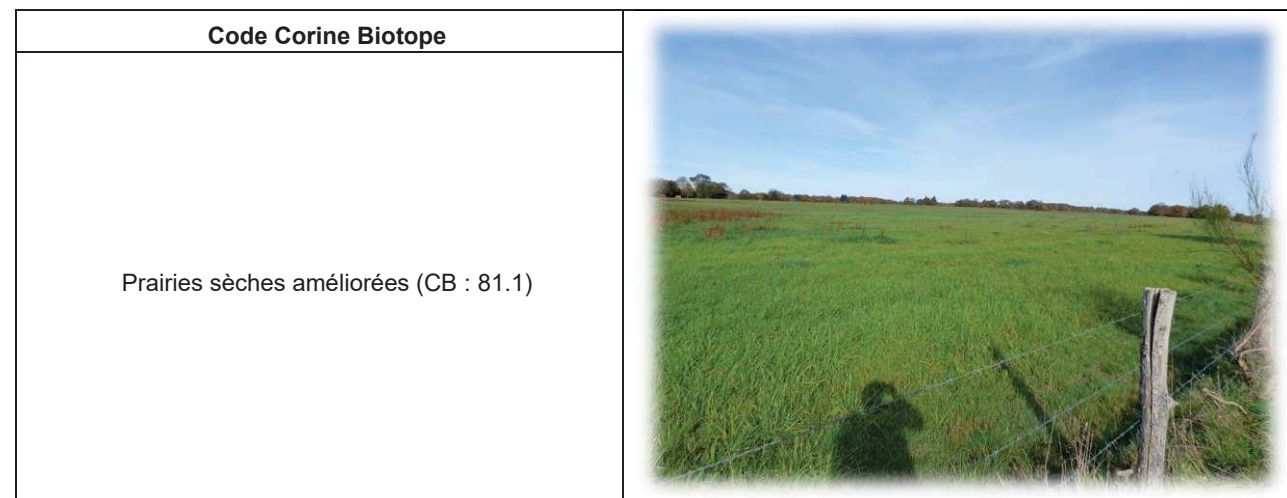 Code Corine Biotope
Prairies sèches améliorées (CB : 81.1)